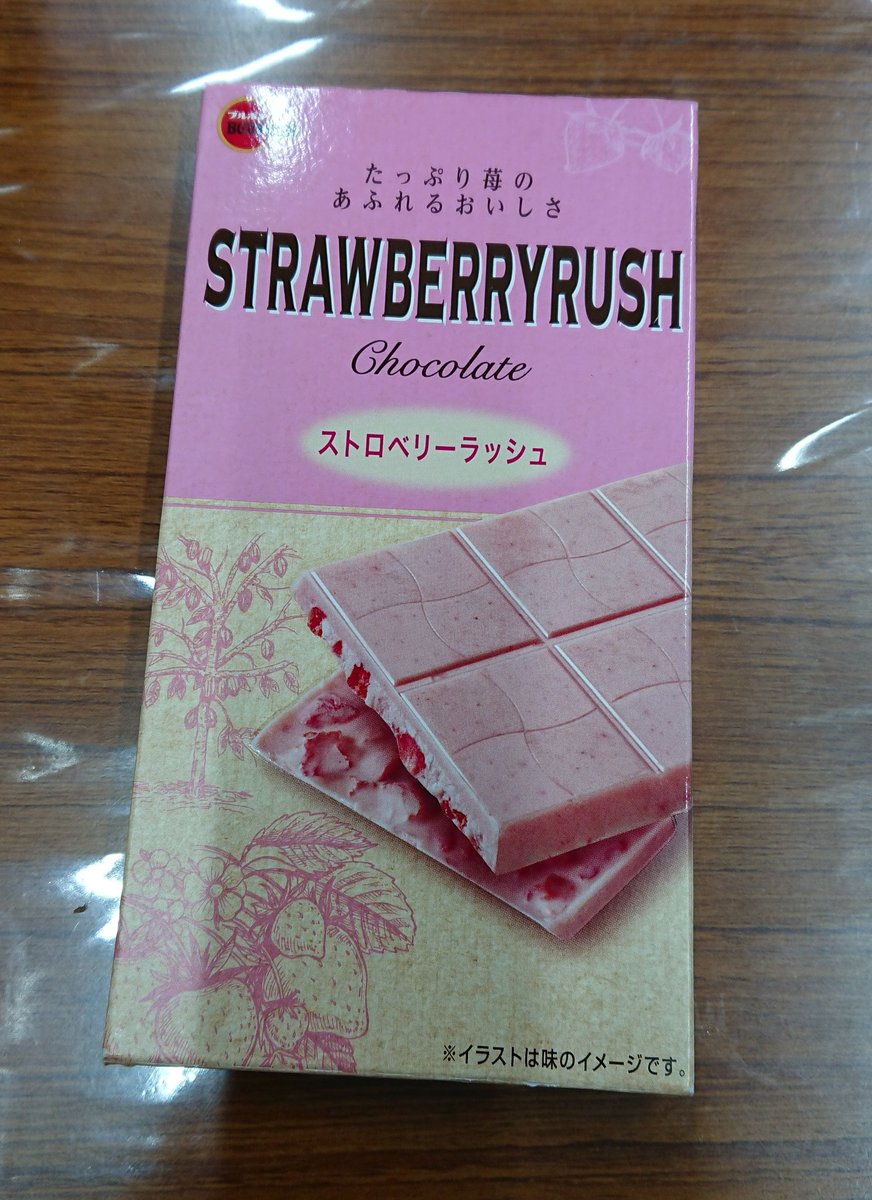 たっぷり苺の
あふれるおいしさ
STRAWBERRYRUSH
Chocolate
ストロベリーラッシュ
※イラストは味のイメージです。